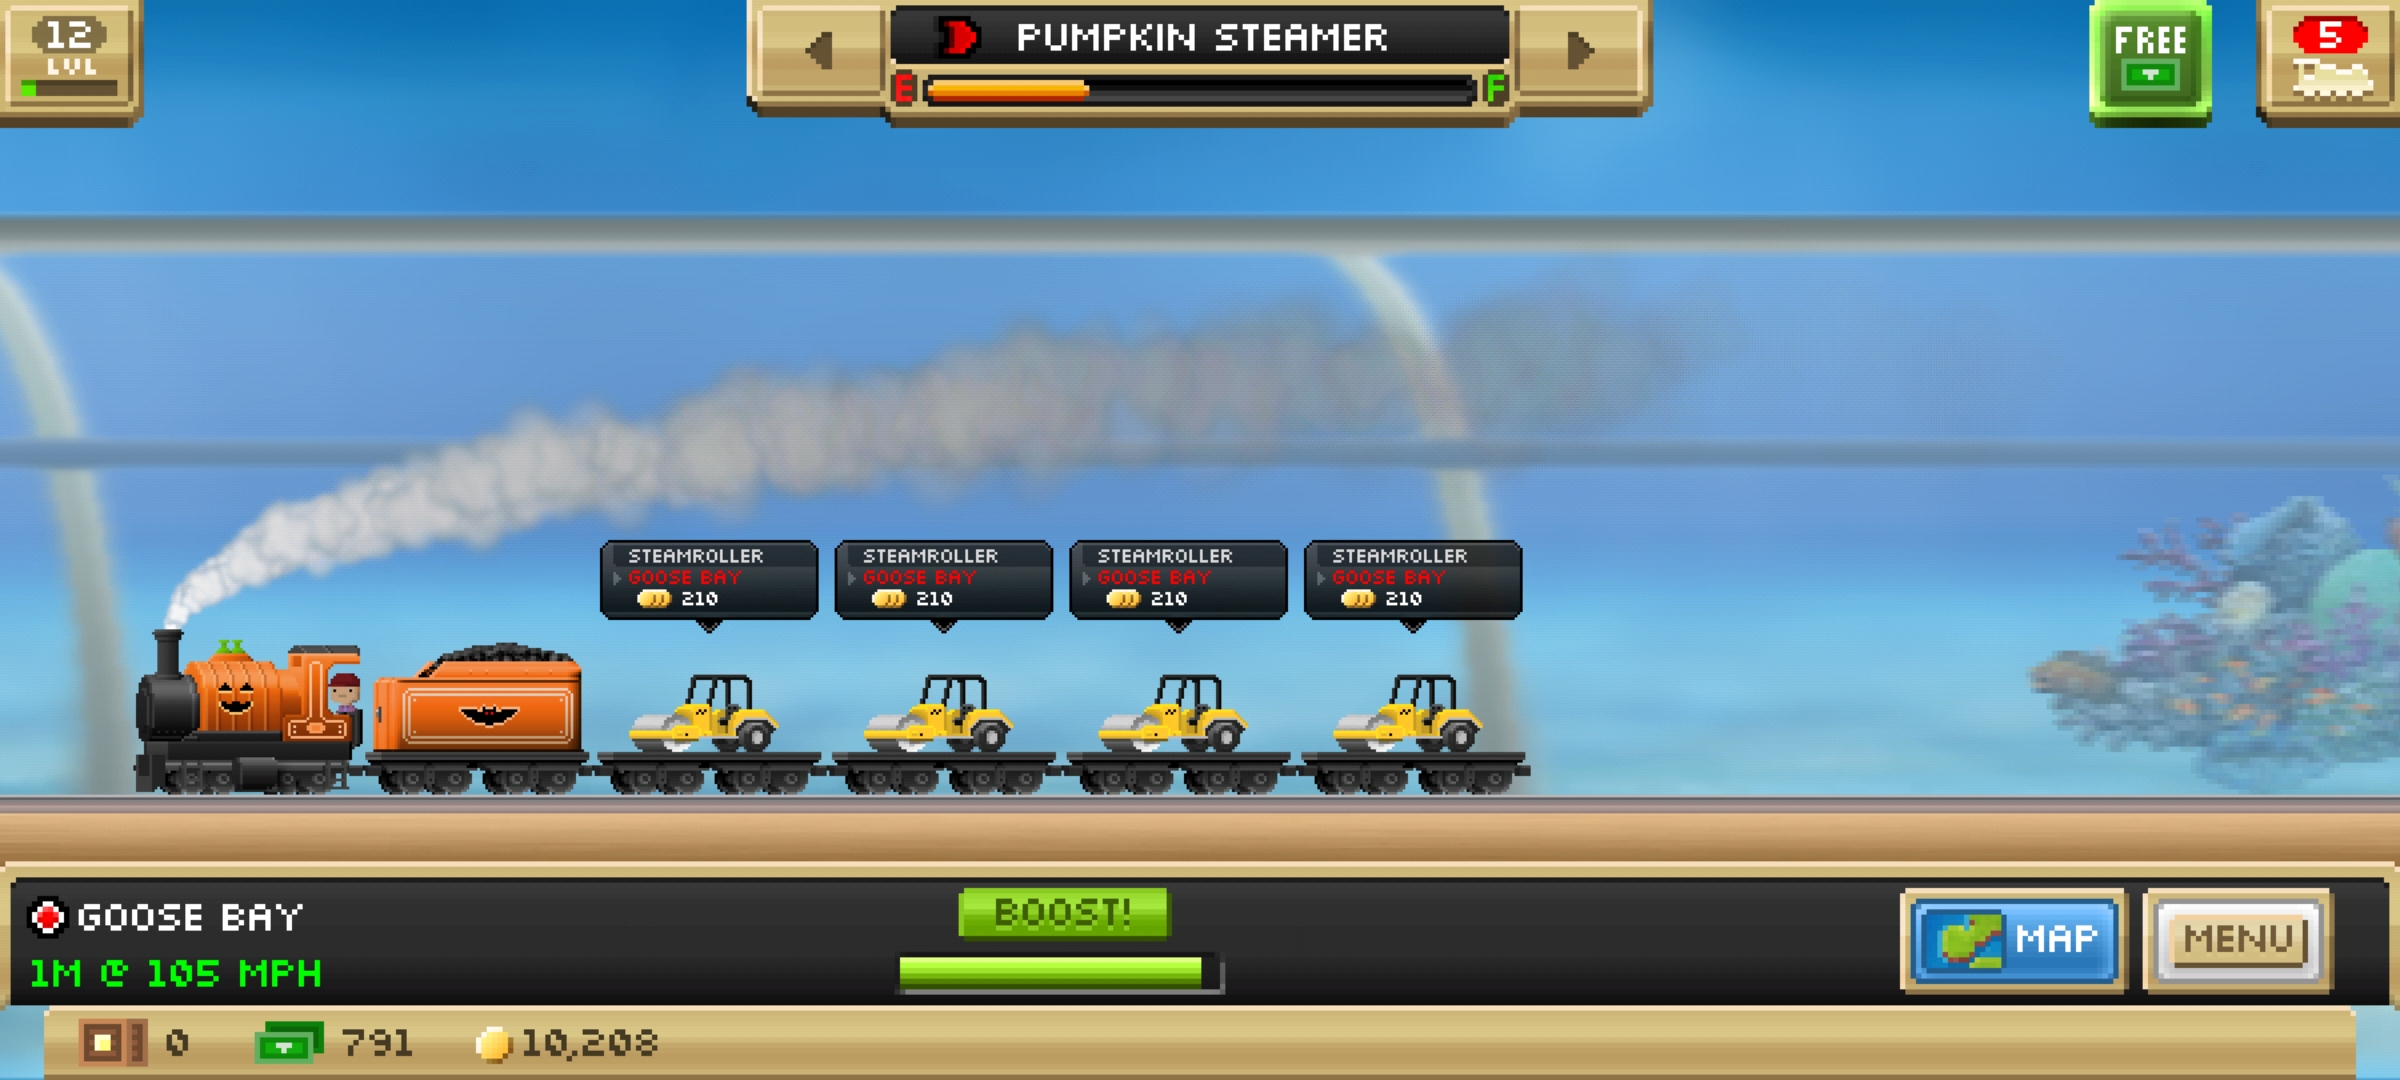 12
LVL
PUMPKIN STEAMER
E F
FREE
5
STEAMROLLER
GOOSE BAY
210
STEAMROLLER
GOOSE BAY
210
STEAMROLLER
GOOSE BAY
210
STEAMROLLER
GOOSE BAY
210
GOOSE BAY
1M @ 105 MPH
BOOST!
MAP
MENU
0
791
10,208